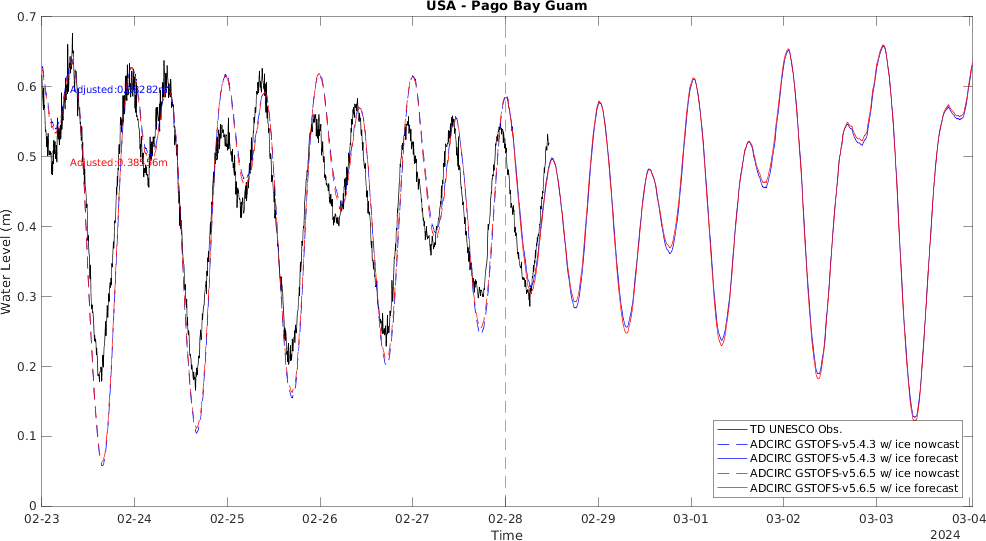 USA - Pago Bay Guam
0.7
0.6
0.5
0.4
0.3
0.2
0.1
0
Water Level (m)
02-23
02-24
02-25
02-26
02-27
02-28
02-29
03-01
03-02
03-03
03-04
Time
2024
TD UNESCO Obs.
ADCIRC GSTOFS-v5.4.3 w/ ice nowcast
ADCIRC GSTOFS-v5.4.3 w/ ice forecast
ADCIRC GSTOFS-v5.6.5 w/ ice nowcast
ADCIRC GSTOFS-v5.6.5 w/ ice forecast